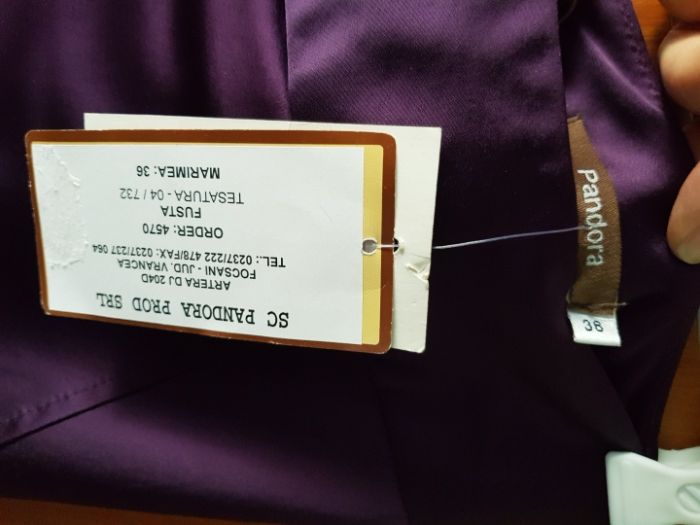 SC PANDORA PROD SRL
ARTERA DJ 204D
FOCSANI - JUD. VRANCEA
TEL.: 0237/222 478/FAX: 0237/237 064
ORDER: 4570
FUSTA
TESATURA - 04 / 732
MARIMEA: 36
pandora
36